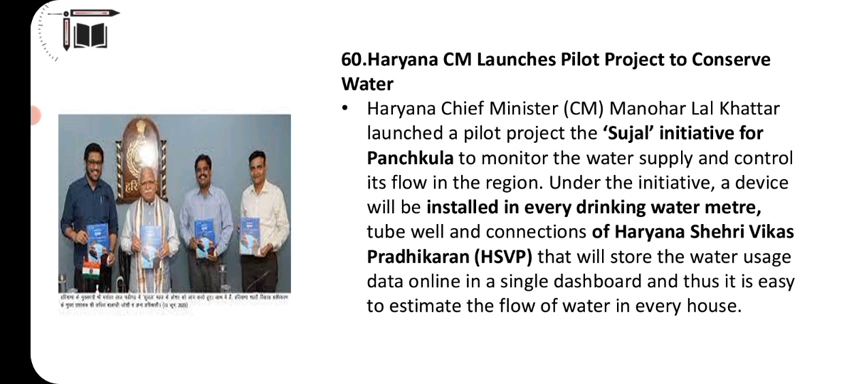 60.Haryana CM Launches Pilot Project to Conserve
Water
• Haryana Chief Minister (CM) Manohar Lal Khattar
launched a pilot project the ‘Sujal’ initiative for
Panchkula to monitor the water supply and control
its flow in the region. Under the initiative, a device
will be installed in every drinking water metre,
tube well and connections of Haryana Shehri Vikas
Pradhikaran (HSVP) that will store the water usage
data online in a single dashboard and thus it is easy
to estimate the flow of water in every house.